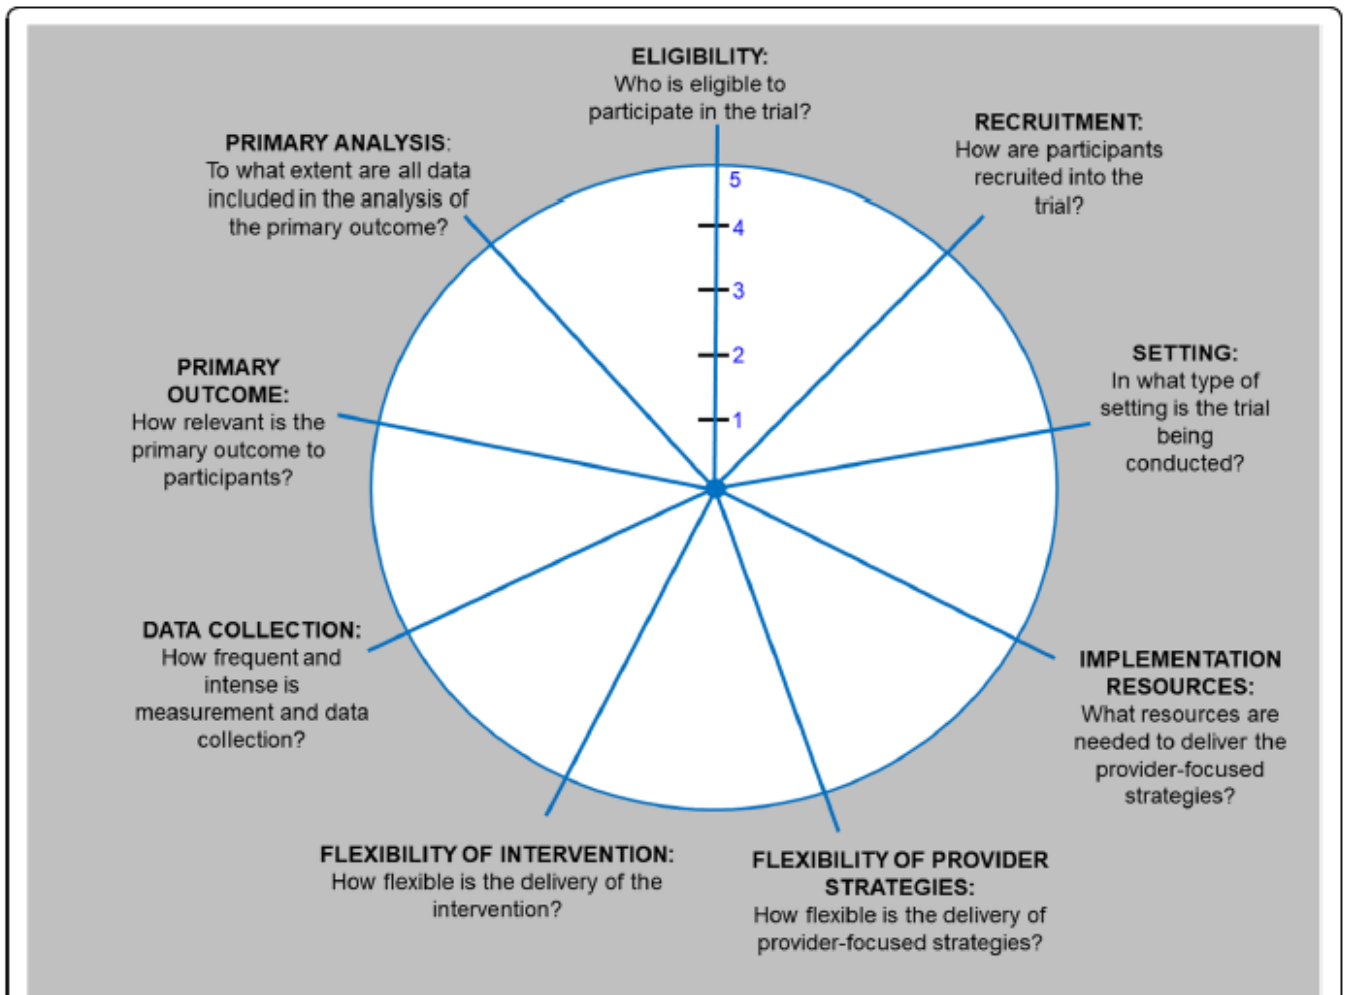 ELIGIBILITY:
Who is eligible to
participate in the trial?
RECRUITMENT:
How are participants
recruited into the
trial?
SETTING:
In what type of
setting is the trial
being
conducted?
IMPLEMENTATION
RESOURCES:
What resources are
needed to deliver the
provider-focused
strategies?
FLEXIBILITY OF PROVIDER
STRATEGIES:
How flexible is the delivery of
provider-focused strategies?
FLEXIBILITY OF INTERVENTION:
How flexible is the delivery of the
intervention?
DATA COLLECTION:
How frequent and
intense is
measurement and data
collection?
PRIMARY
OUTCOME:
How relevant is the
primary outcome to
participants?
PRIMARY ANALYSIS:
To what extent are all data
included in the analysis of
the primary outcome?
5
4
3
2
1